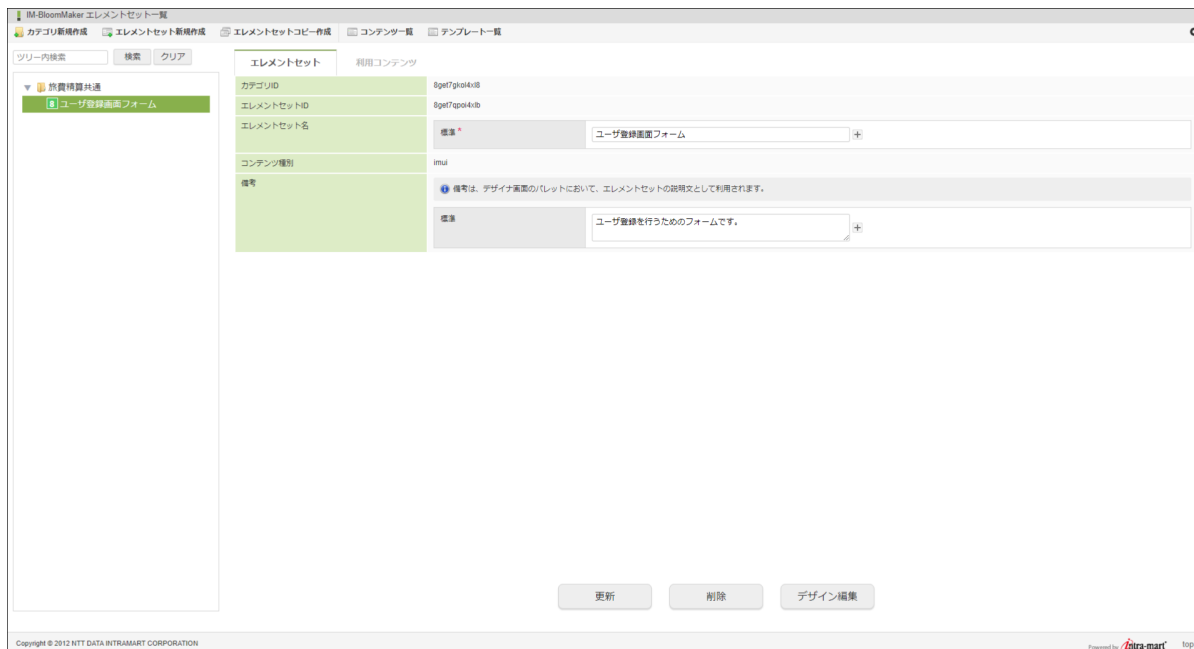 IM-BloomMaker エレメントセット一覧
カテゴリ新規作成 エレメントセット新規作成 エレメントセットコピー作成 コンテンツ一覧 テンプレート一覧
ツリー内検索 検索 クリア
エレメントセット 利用コンテンツ
旅費精算共通
8 ユーザ登録画面フォーム
カテゴリID 8get7gkol4xl8
エレメントセットID 8get7qpoi4xlb
エレメントセット名 標準 * ユーザ登録画面フォーム +
コンテンツ種別 imui
備考 備考は、デザイナ画面のパレットにおいて、エレメントセットの説明文として利用されます。
標準 ユーザ登録を行うためのフォームです。 +
更新 削除 デザイン編集
Copyright © 2012 NTT DATA INTRAMART CORPORATION Powered by intra-mart top